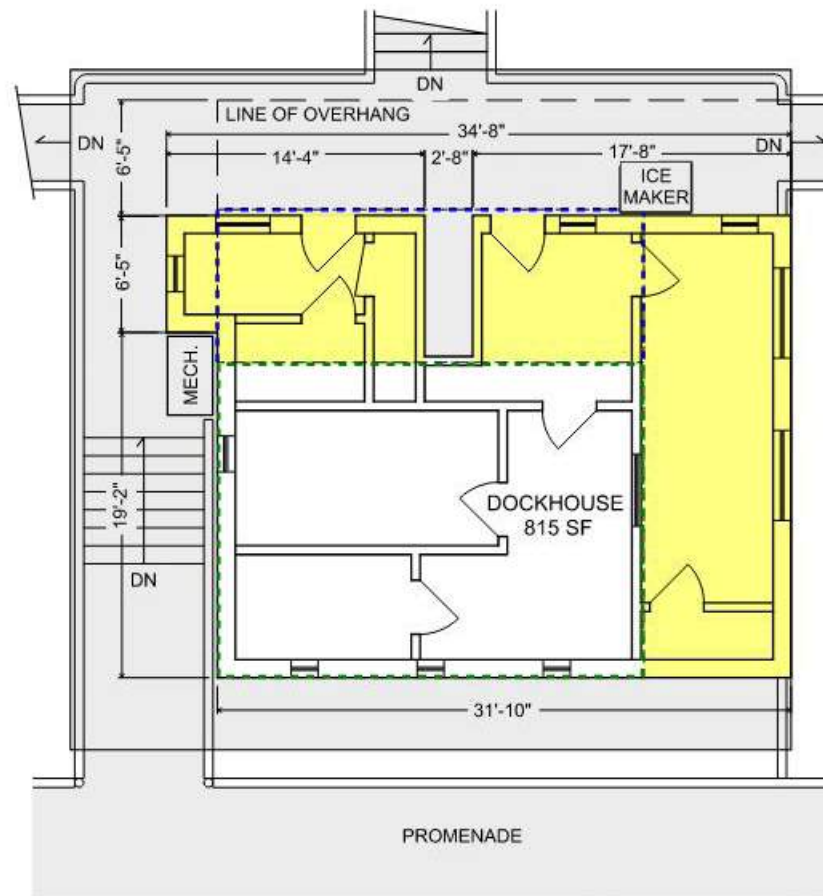 DN
LINE OF OVERHANG
34'-8"
DN
DN
14'-4"
2'-8"
17'-8"
6'-5"
ICE
MAKER
6'-5"
MECH.
DOCKHOUSE
815 SF
19'-2"
DN
31'-10"
PROMENADE